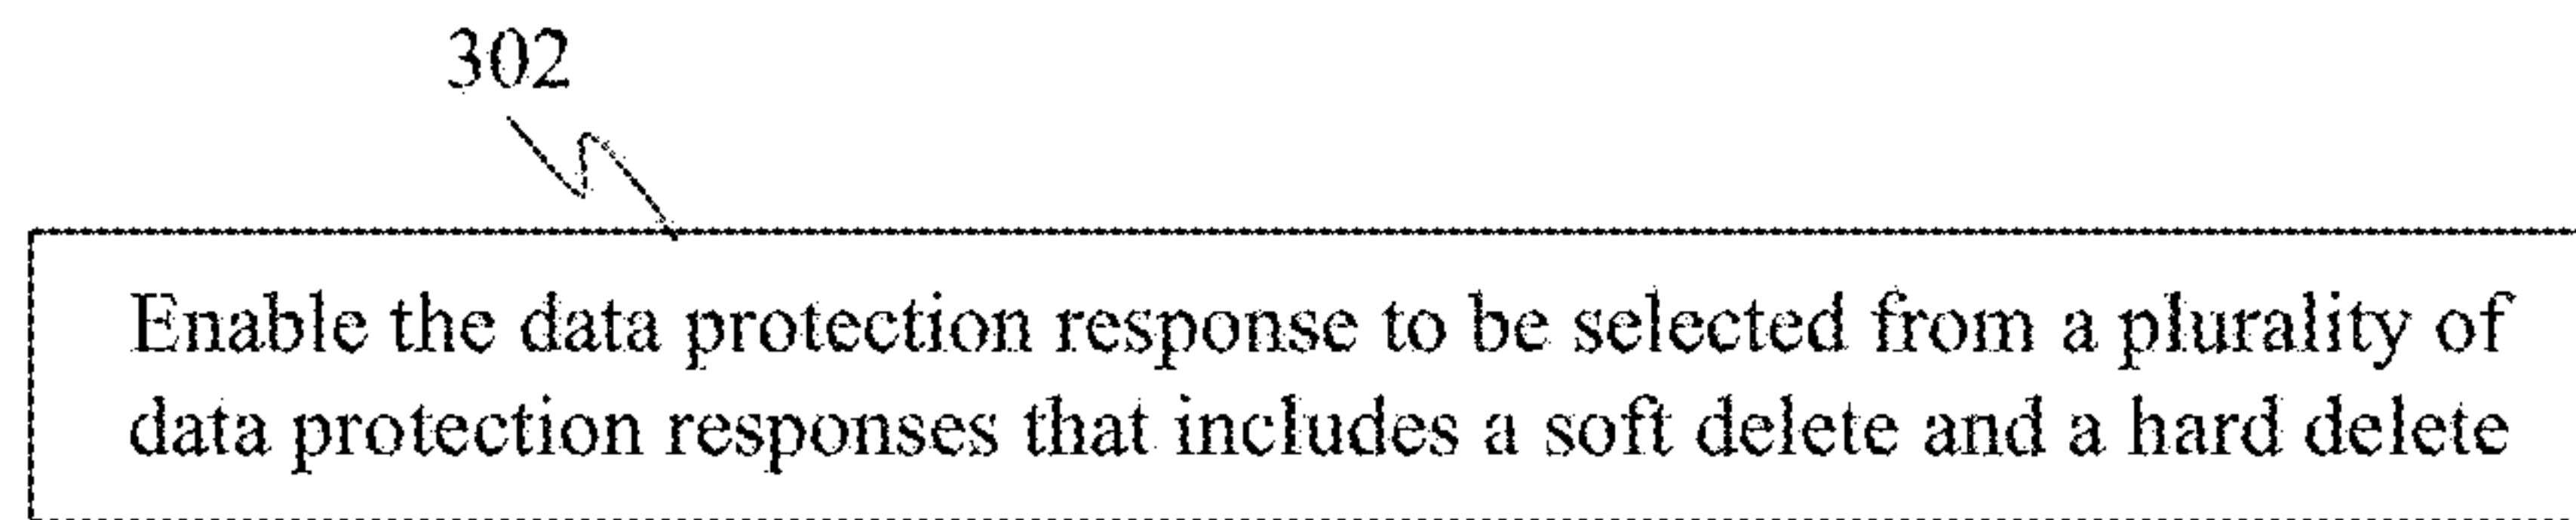 302
Enable the data protection response to be selected from a plurality of
data protection responses that includes a soft delete and a hard delete